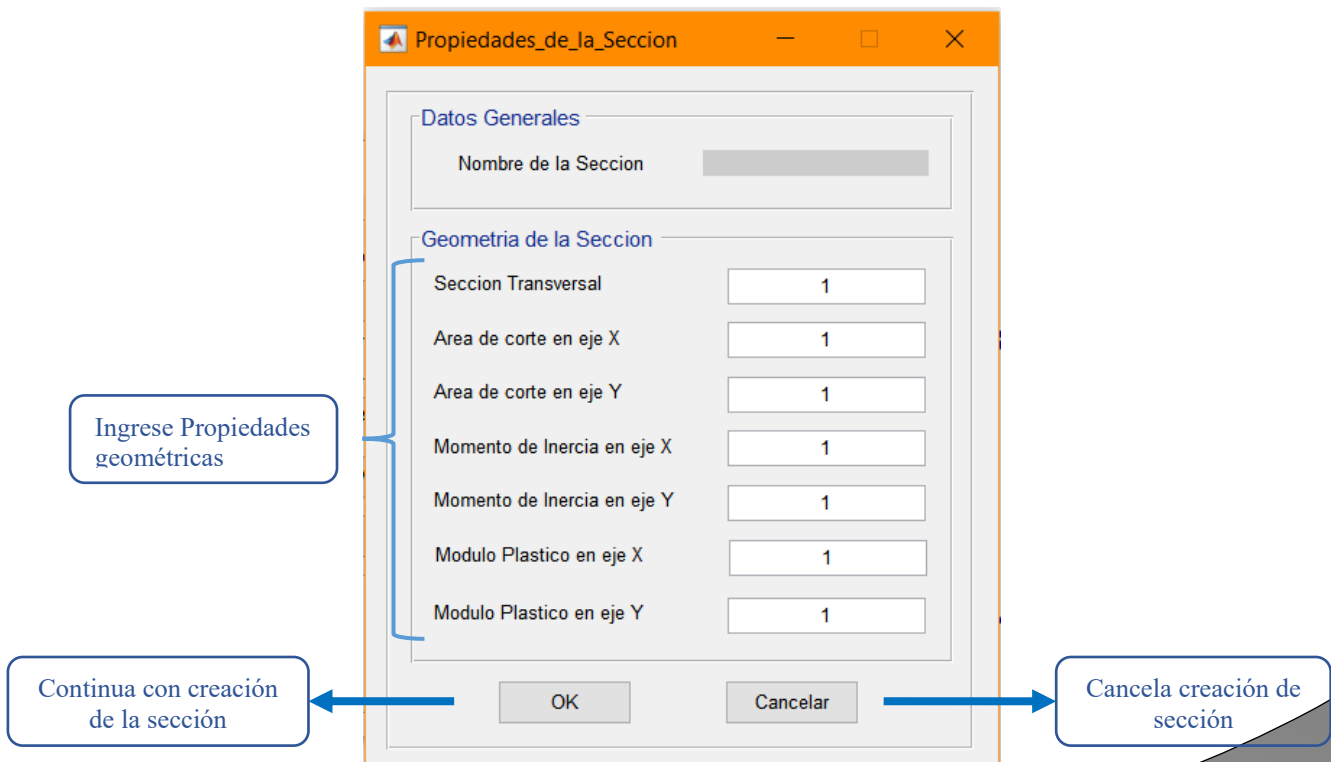 Propiedades_de_la_Seccion
Datos Generales
Nombre de la Seccion
Geometria de la Seccion
Seccion Transversal 1
Area de corte en eje X 1
Area de corte en eje Y 1
Momento de Inercia en eje X 1
Momento de Inercia en eje Y 1
Modulo Plastico en eje X 1
Modulo Plastico en eje Y 1
Ingrese Propiedades
geométricas
Continua con creación
de la sección
OK
Cancelar
Cancela creación de
sección